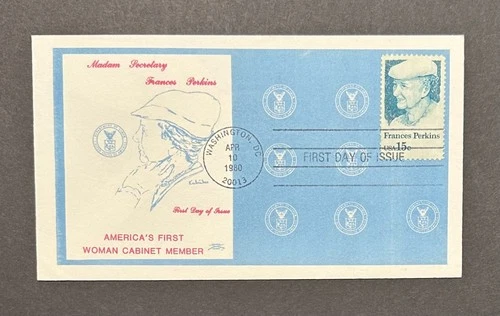 Madam Secretary
Frances Perkins
First Day of Issue
AMERICA'S FIRST
WOMAN CABINET MEMBER
WASHINGTON, DC
APR
10
1980
20013
FIRST DAY OF ISSUE
Frances Perkins
USA 15c